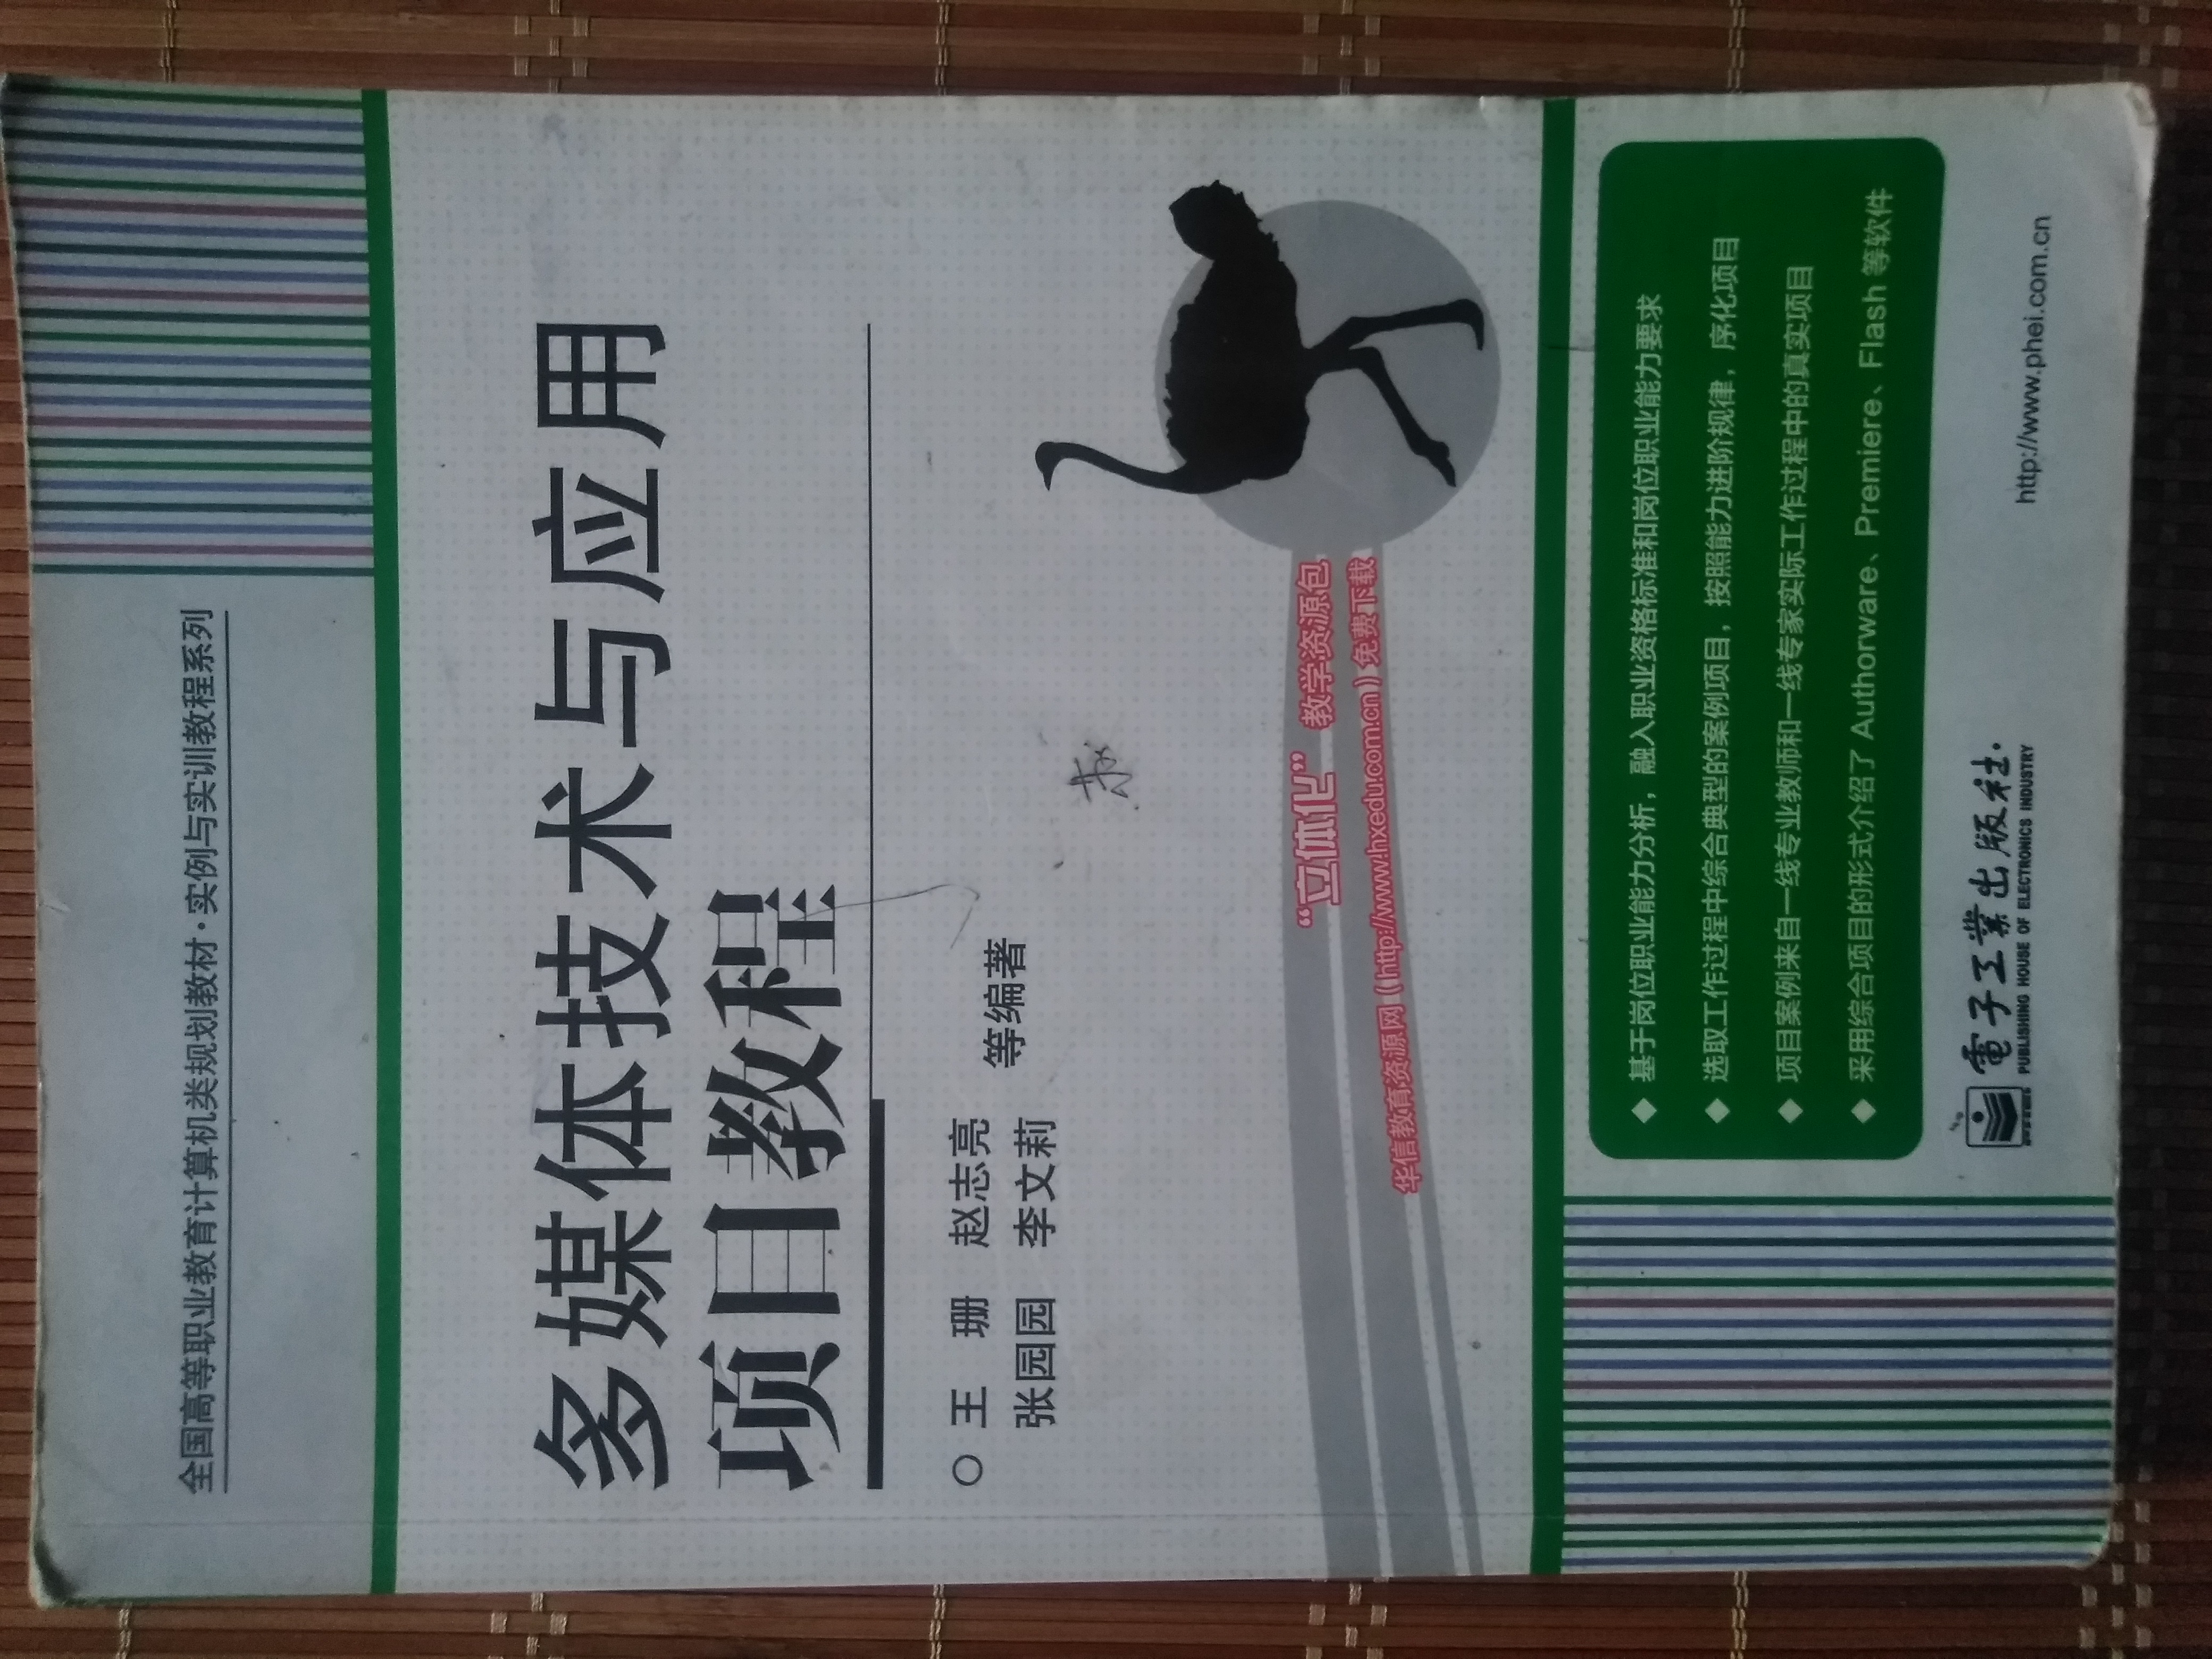 全国高等职业教育计算机类规划教材·实例与实训教程系列
多媒体技术与应用
项目教程
王 珊 赵志亮
张园园 李文莉
等编著
“立体化” 教学资源包
华信教育资源网（http://www.hxedu.com.cn）免费下载
基于岗位职业能力分析，融入职业资格标准和岗位职业能力要求
选取工作过程中综合典型的案例项目，按照能力进阶规律，序化项目
项目案例来自一线专业教师和一线专家实际工作过程中的真实项目
采用综合项目的形式介绍了 Authorware、Premiere、Flash 等软件
電子工業出版社.
PUBLISHING HOUSE OF ELECTRONICS INDUSTRY
http://www.phei.com.cn